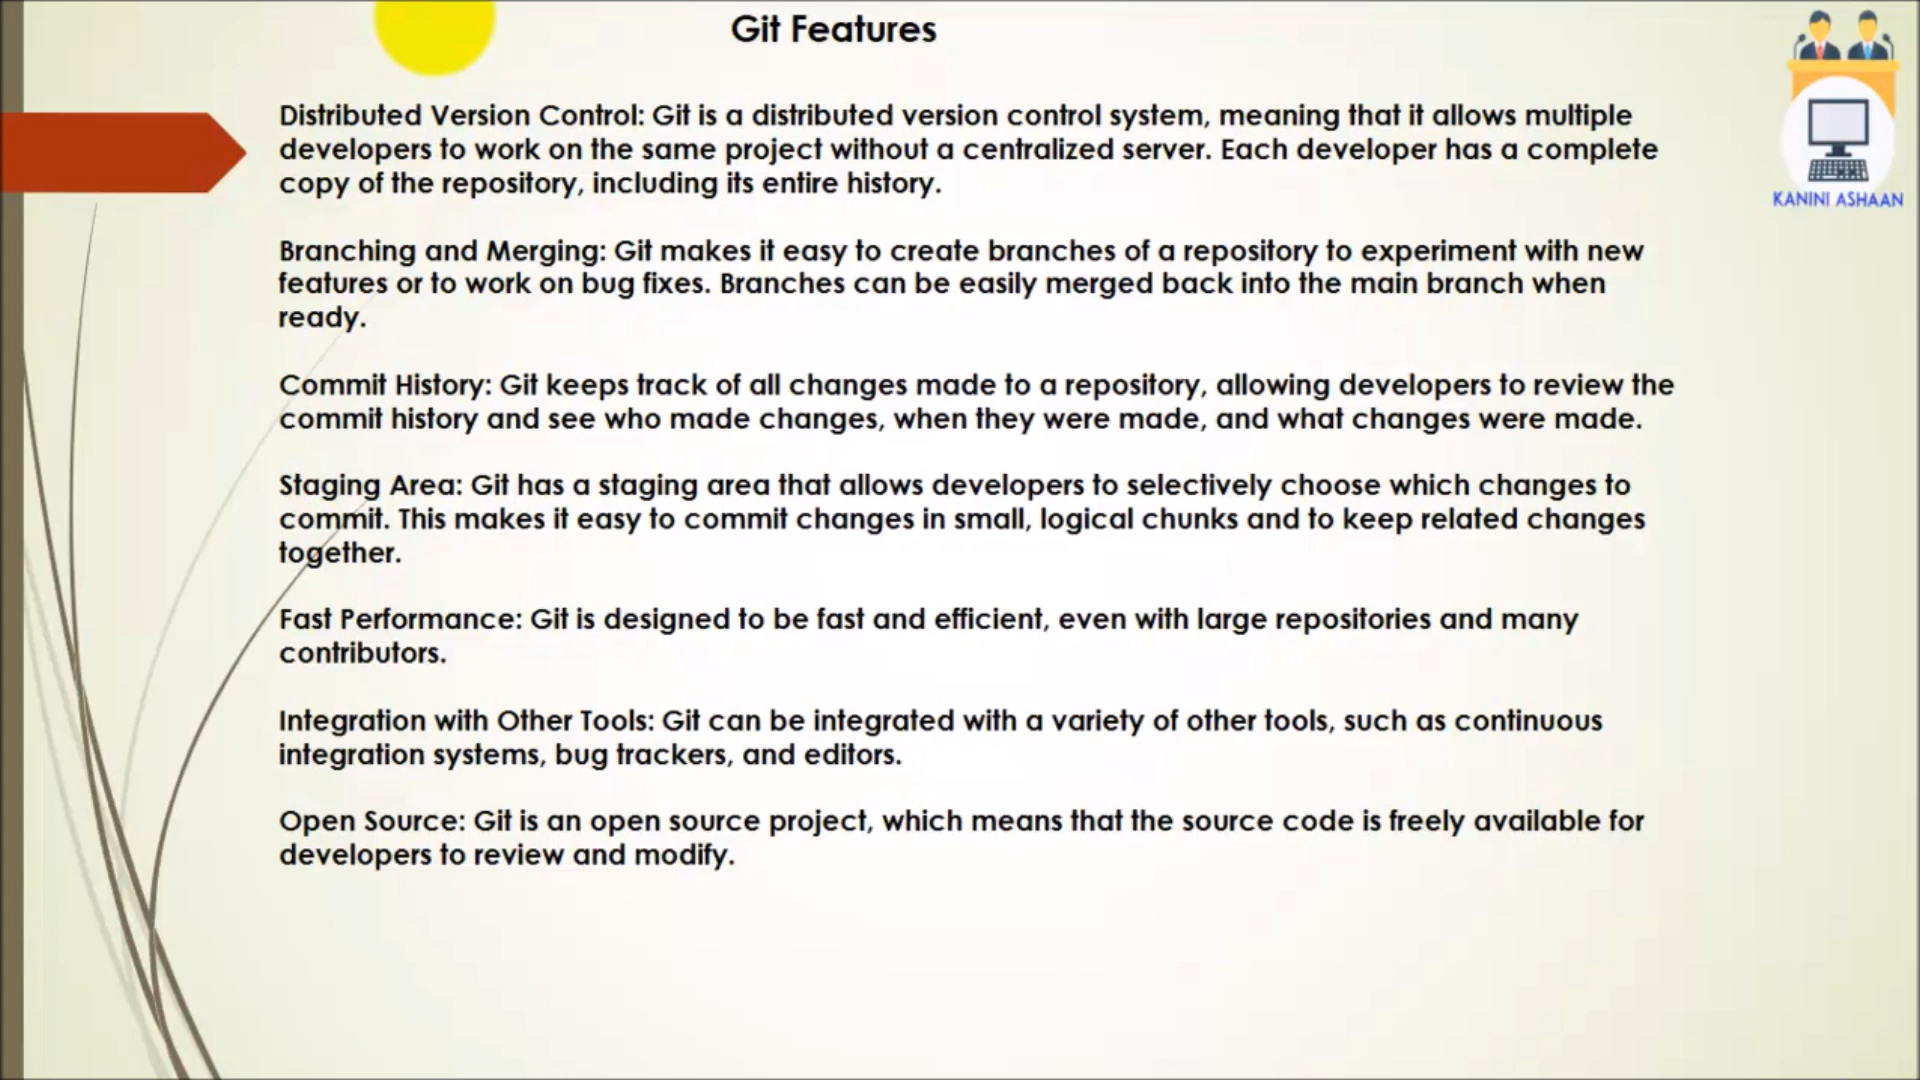 Git Features
KANINI ASHAAN
Distributed Version Control: Git is a distributed version control system, meaning that it allows multiple
developers to work on the same project without a centralized server. Each developer has a complete
copy of the repository, including its entire history.
Branching and Merging: Git makes it easy to create branches of a repository to experiment with new
features or to work on bug fixes. Branches can be easily merged back into the main branch when
ready.
Commit History: Git keeps track of all changes made to a repository, allowing developers to review the
commit history and see who made changes, when they were made, and what changes were made.
Staging Area: Git has a staging area that allows developers to selectively choose which changes to
commit. This makes it easy to commit changes in small, logical chunks and to keep related changes
together.
Fast Performance: Git is designed to be fast and efficient, even with large repositories and many
contributors.
Integration with Other Tools: Git can be integrated with a variety of other tools, such as continuous
integration systems, bug trackers, and editors.
Open Source: Git is an open source project, which means that the source code is freely available for
developers to review and modify.